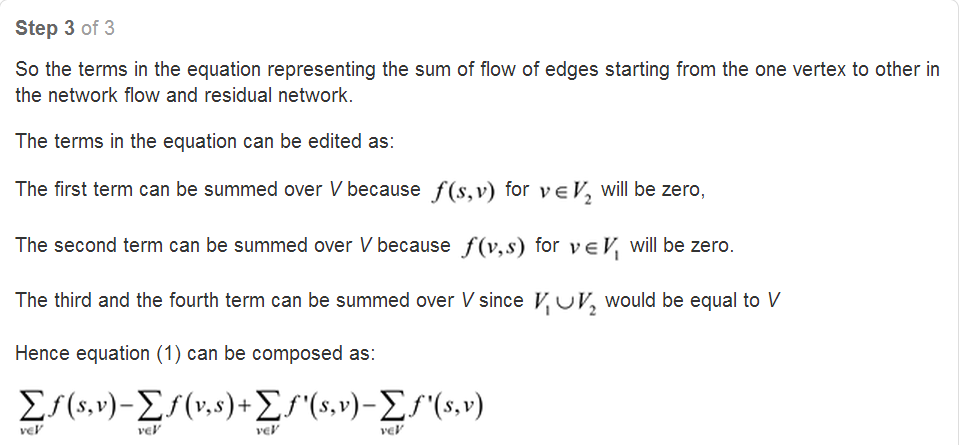 Step 3 of 3
So the terms in the equation representing the sum of flow of edges starting from the one vertex to other in
the network flow and residual network.
The terms in the equation can be edited as:
The first term can be summed over V because f(s,v) for v∈V₂ will be zero,
The second term can be summed over V because f(v,s) for v∈V₁ will be zero.
The third and the fourth term can be summed over V since V₁∪V₂ would be equal to V
Hence equation (1) can be composed as:
∑f(s,v)−∑f(v,s)+∑f'(s,v)−∑f'(s,v)
v∈V v∈V v∈V v∈V